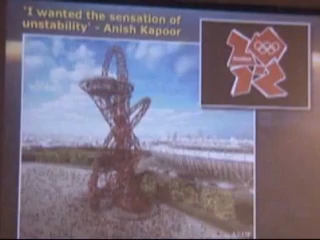 'I wanted the sensation of
unstability' - Anish Kapoor